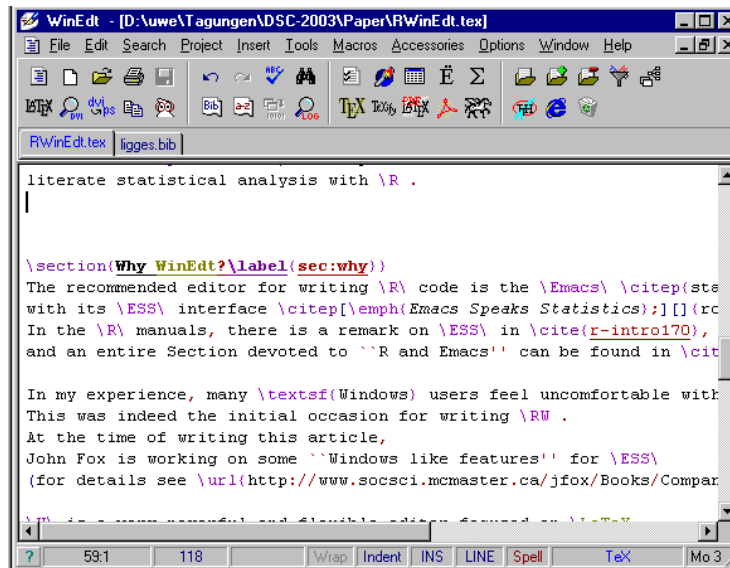 WinEdt - [D:\uwe\Tagungen\DSC-2003\Paper\RWinEdt.tex]
File Edit Search Project Insert Tools Macros Accessories Options Window Help
RWinEdt.tex ligges.bib
literate statistical analysis with \R .
\section{Why WinEdt?\label{sec:why}}
The recommended editor for writing \R\ code is the \Emacs\ \citep{sta
with its \ESS\ interface \citep[\emph{Emacs Speaks Statistics};][]{ro
In the \R\ manuals, there is a remark on \ESS\ in \cite{r-intro170},
and an entire Section devoted to ``R and Emacs'' can be found in \cit
In my experience, many \textsf{Windows} users feel uncomfortable with
This was indeed the initial occasion for writing \RW .
At the time of writing this article,
John Fox is working on some ``Windows like features'' for \ESS\
(for details see \url{http://www.socsci.mcmaster.ca/jfox/Books/Compan
? 59:1 118 Wrap Indent INS LINE Spell TeX Mo 3